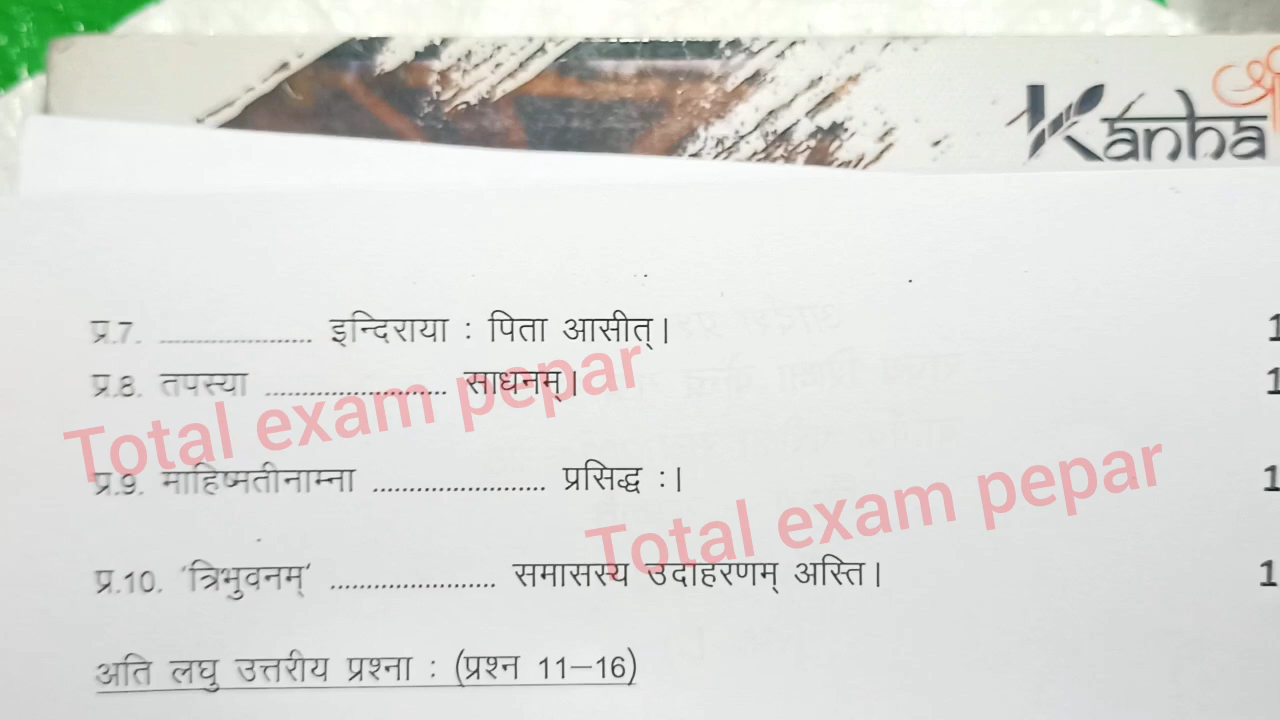 Kanha
प्र.7. ..................... इन्दिराया : पिता आसीत्। 1
प्र.8. तपस्या ......................... साधनम्। 1
Total exam pepar
प्र.9. माहिष्मतीनाम्ना ........................ प्रसिद्ध :। 1
Total exam pepar
प्र.10. 'त्रिभुवनम्' ....................... समासस्य उदाहरणम् अस्ति। 1
अति लघु उत्तरीय प्रश्ना : (प्रश्न 11–16)